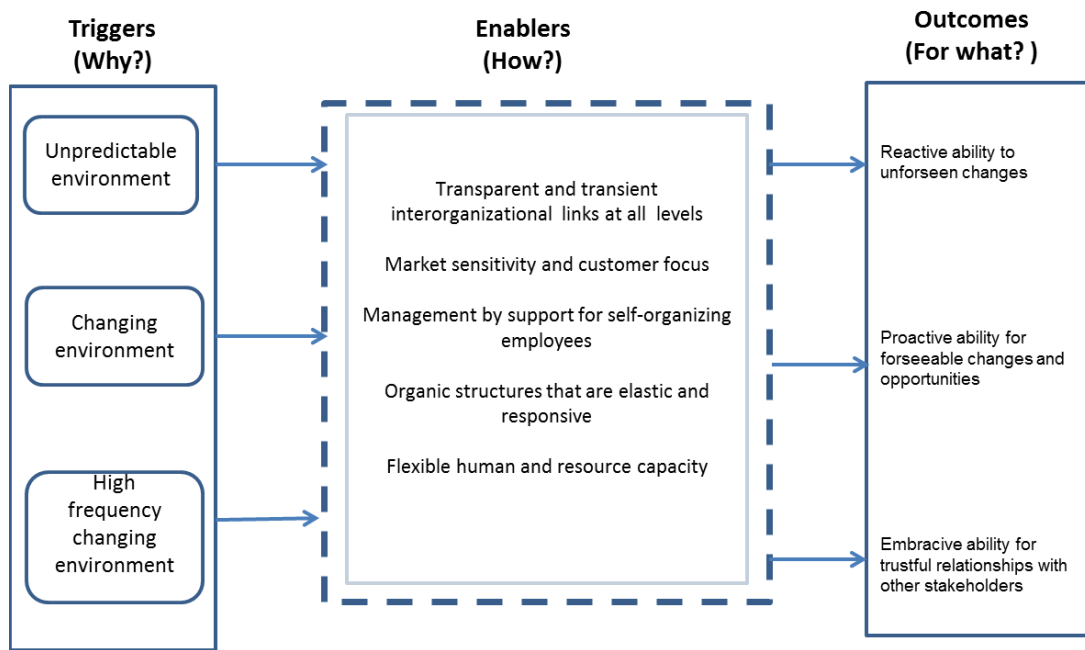 Triggers
(Why?)
Unpredictable
environment
Changing
environment
High
frequency
changing
environment
Enablers
(How?)
Transparent and transient
interorganizational links at all levels
Market sensitivity and customer focus
Management by support for self-organizing
employees
Organic structures that are elastic and
responsive
Flexible human and resource capacity
Outcomes
(For what? )
Reactive ability to
unforseen changes
Proactive ability for
forseeable changes and
opportunities
Embracive ability for
trustful relationships with
other stakeholders